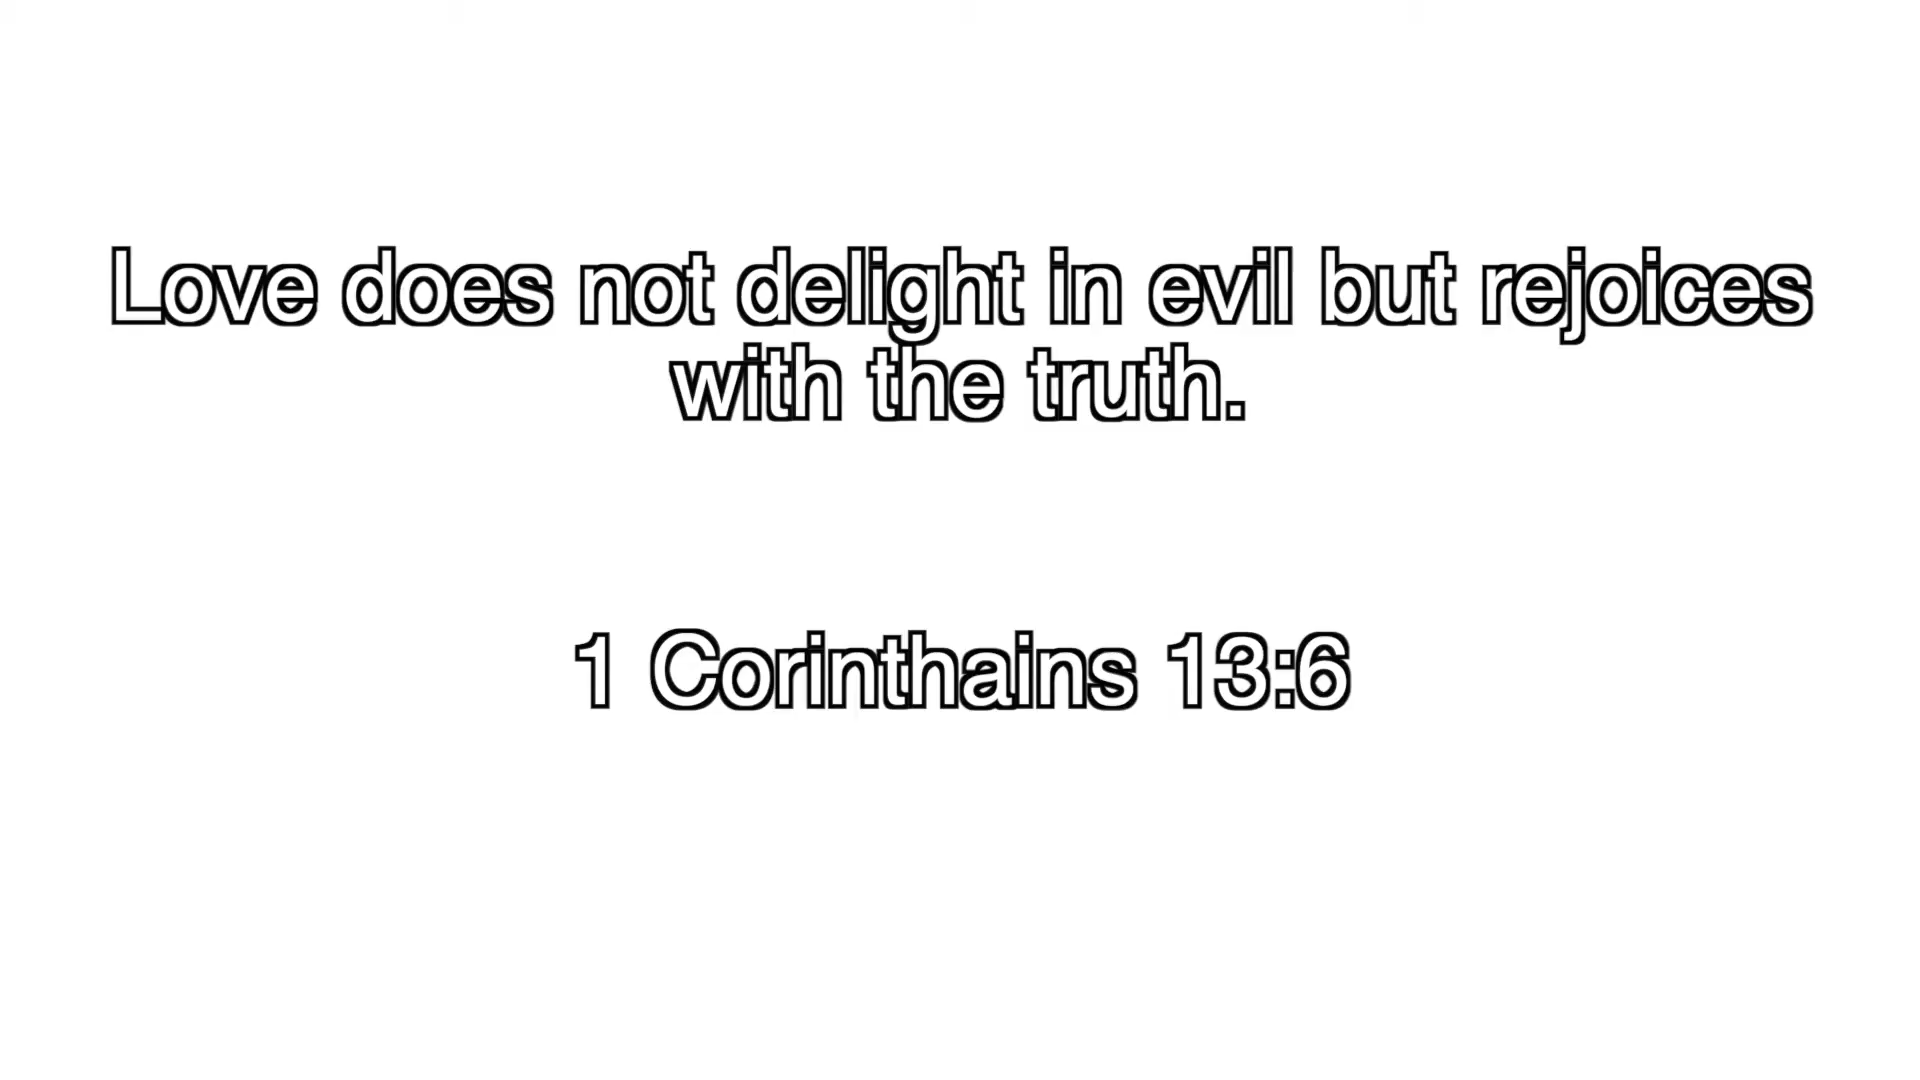 Love does not delight in evil but rejoices
with the truth.
1 Corinthains 13:6